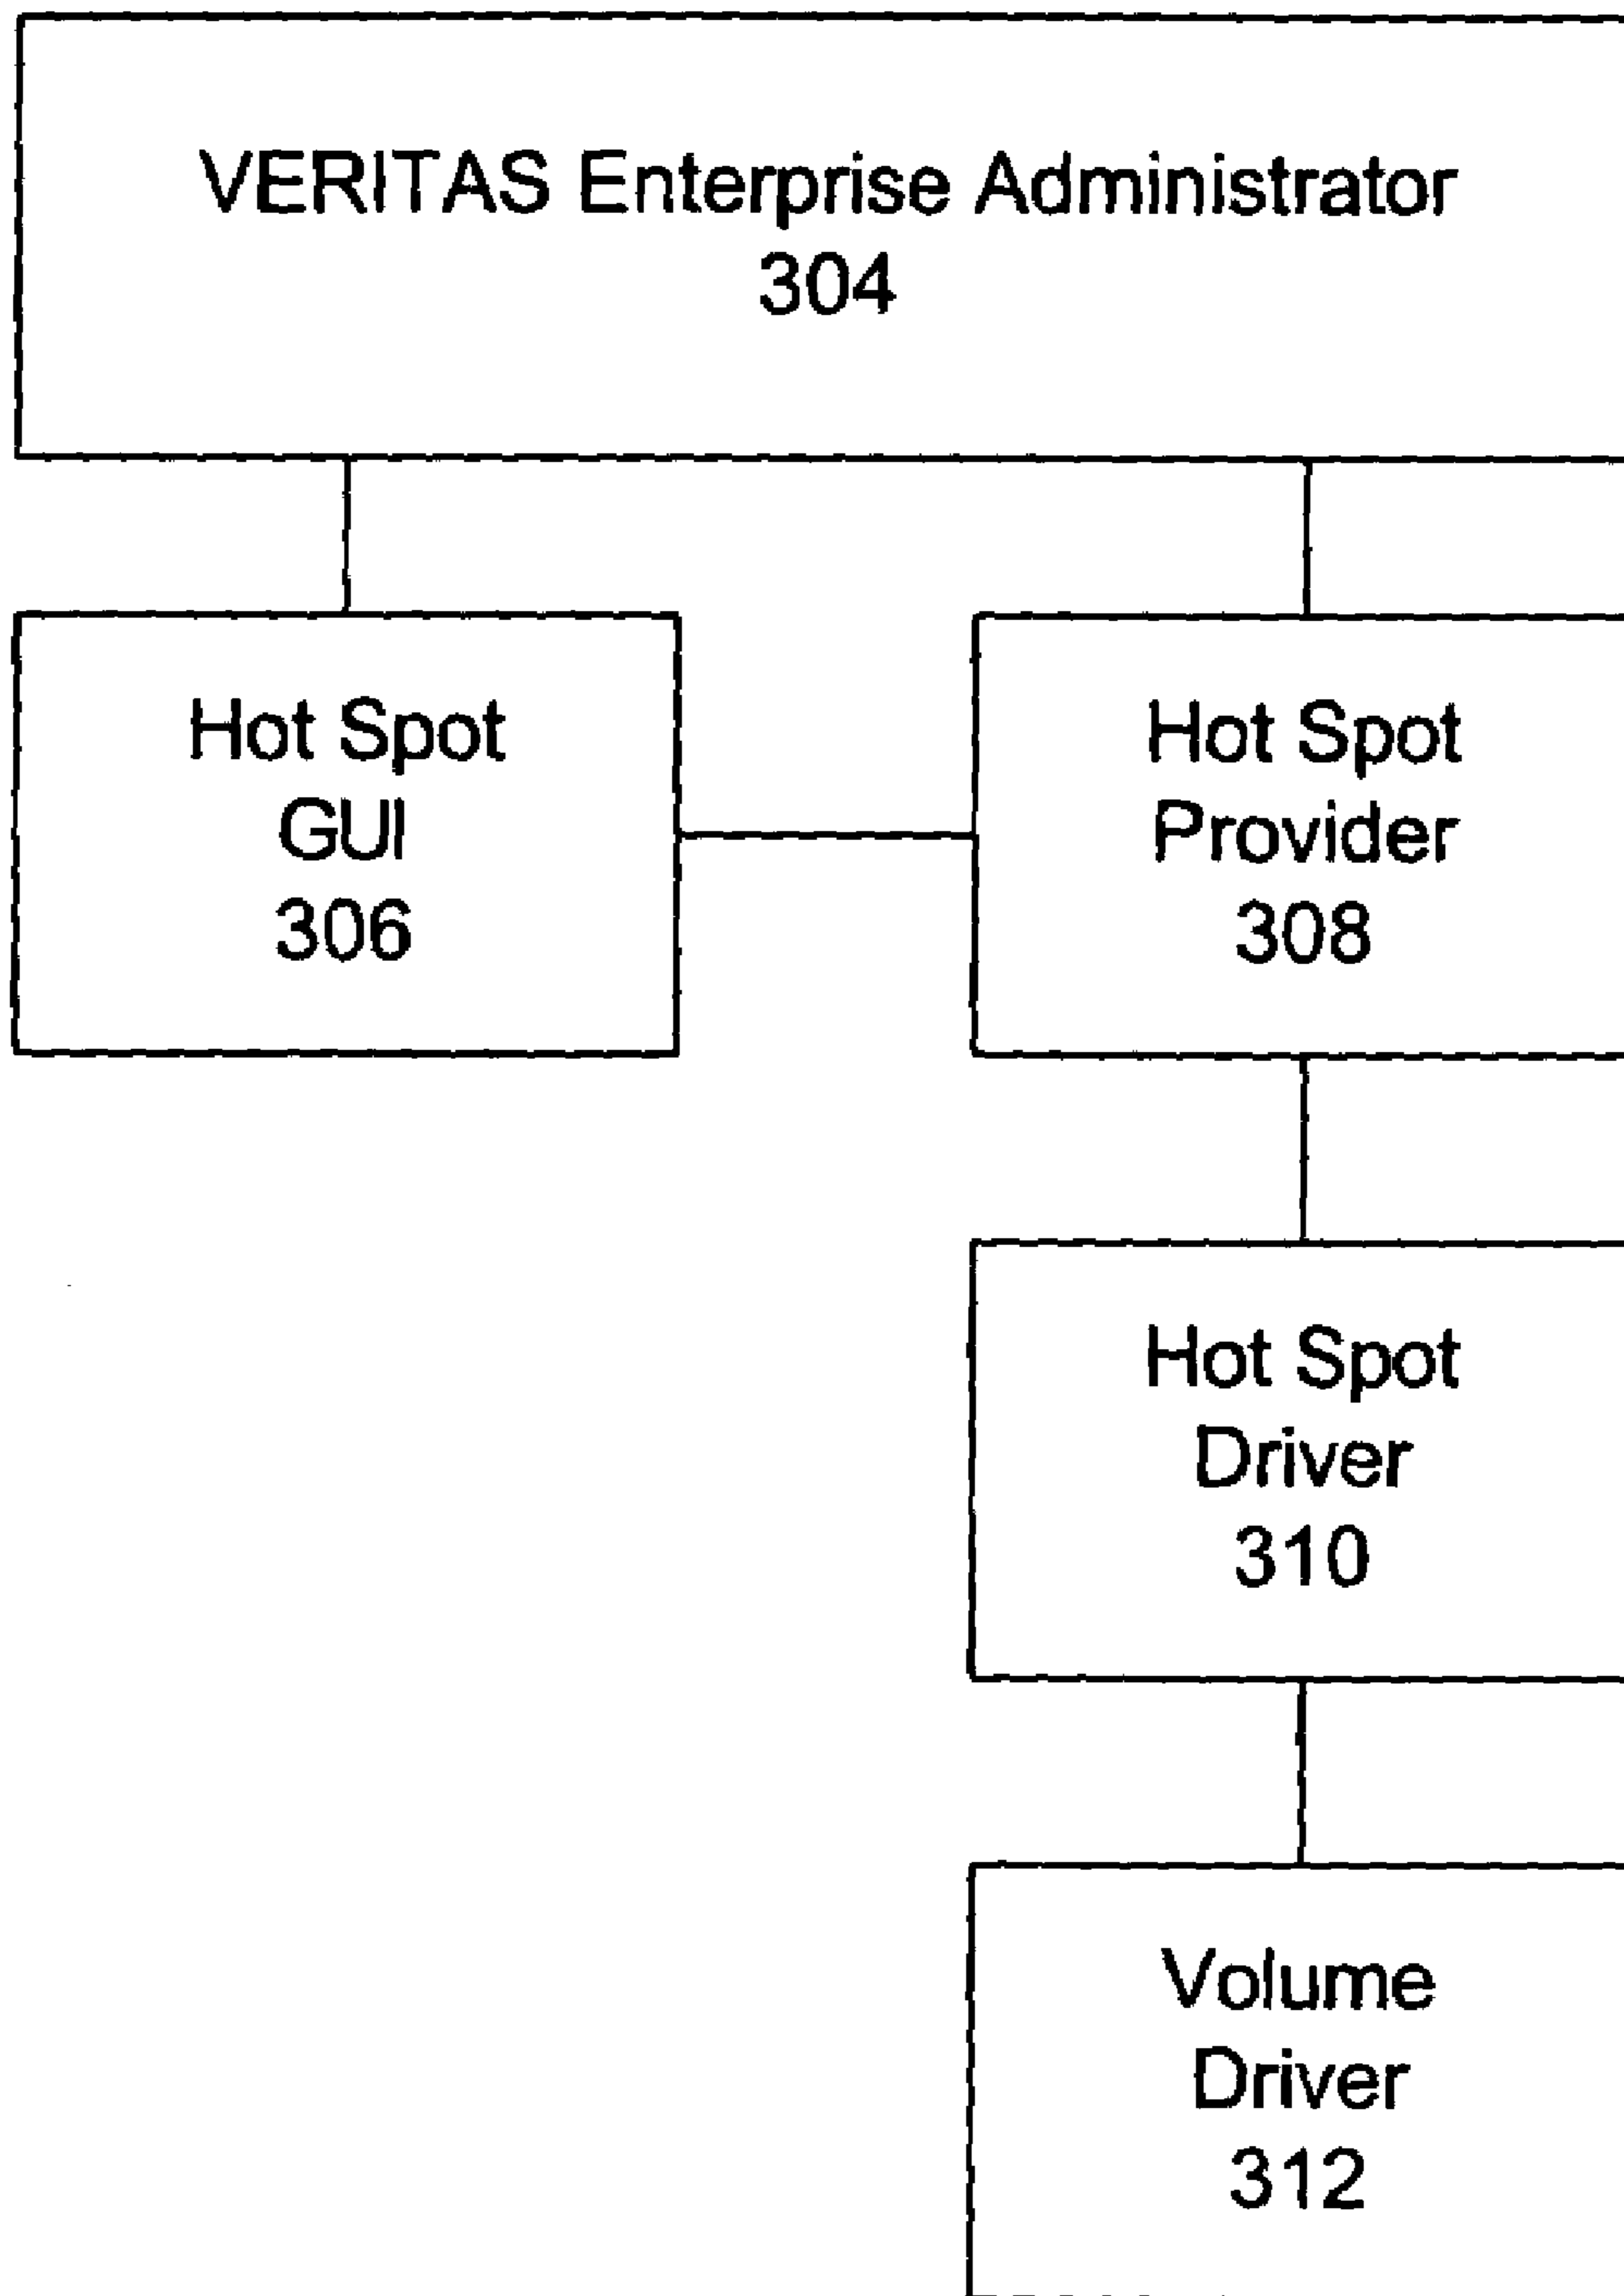 VERITAS Enterprise Administrator
304
Hot Spot
GUI
306
Hot Spot
Provider
308
Hot Spot
Driver
310
Volume
Driver
312